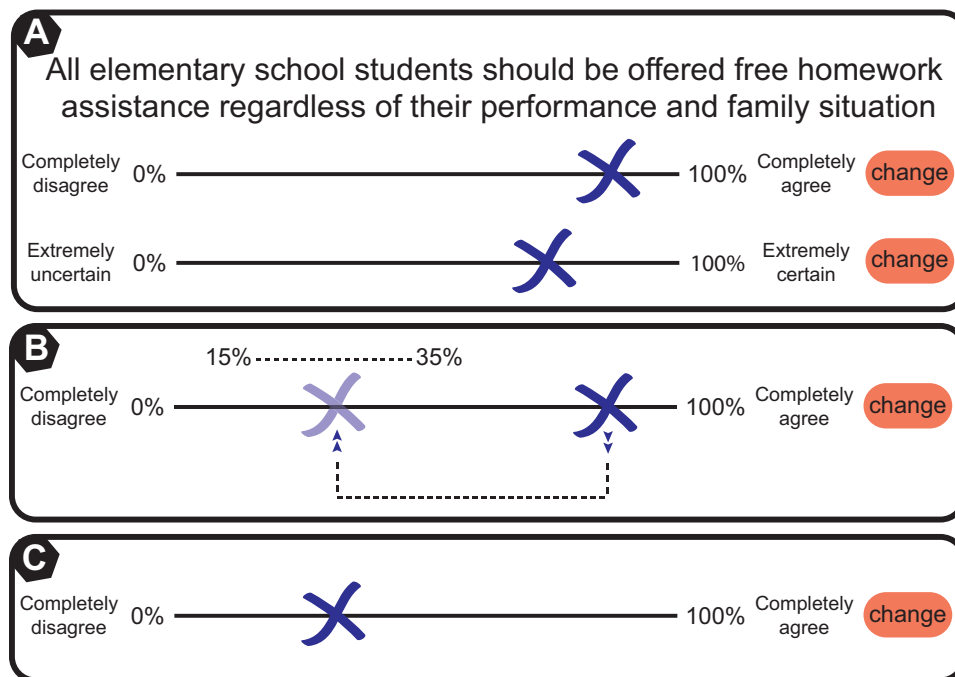 A
All elementary school students should be offered free homework
assistance regardless of their performance and family situation
Completely
disagree
0%
100%
Completely
agree
change
Extremely
uncertain
0%
100%
Extremely
certain
change
B
15%
35%
Completely
disagree
0%
100%
Completely
agree
change
C
Completely
disagree
0%
100%
Completely
agree
change